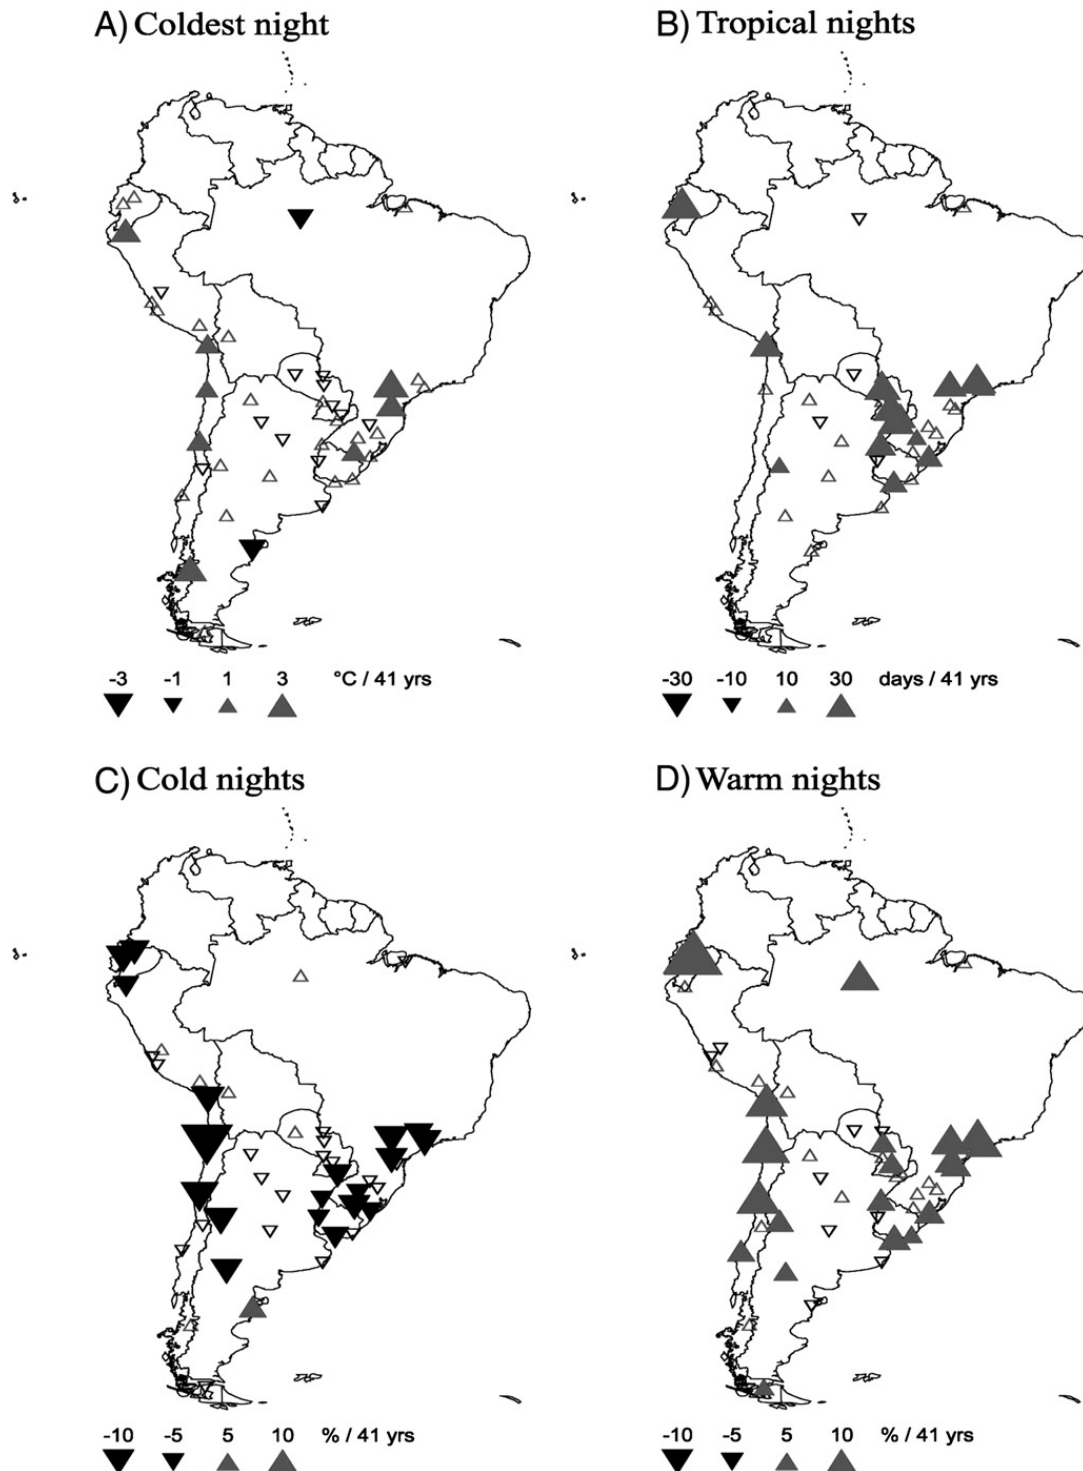 A) Coldest night
B) Tropical nights
-3 -1 1 3 °C / 41 yrs
-30 -10 10 30 days / 41 yrs
C) Cold nights
D) Warm nights
-10 -5 5 10 % / 41 yrs
-10 -5 5 10 % / 41 yrs